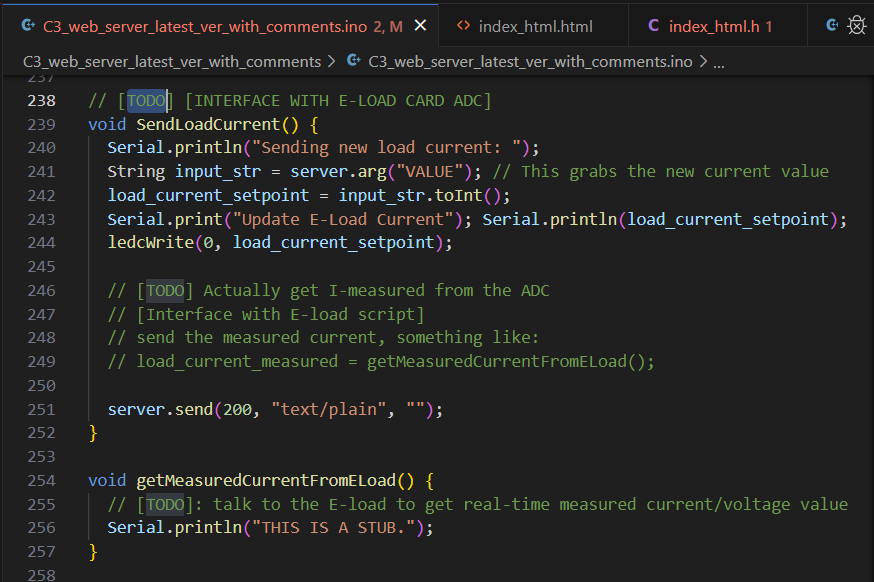 C3_web_server_latest_ver_with_comments.ino 2, M index_html.html C index_html.h 1
C3_web_server_latest_ver_with_comments > C3_web_server_latest_ver_with_comments.ino > ...
237
238 // [TODO] [INTERFACE WITH E-LOAD CARD ADC]
239 void SendLoadCurrent() {
240 Serial.println("Sending new load current: ");
241 String input_str = server.arg("VALUE"); // This grabs the new current value
242 load_current_setpoint = input_str.toInt();
243 Serial.print("Update E-Load Current"); Serial.println(load_current_setpoint);
244 ledcWrite(0, load_current_setpoint);
245
246 // [TODO] Actually get I-measured from the ADC
247 // [Interface with E-load script]
248 // send the measured current, something like:
249 // load_current_measured = getMeasuredCurrentFromELoad();
250
251 server.send(200, "text/plain", "");
252 }
253
254 void getMeasuredCurrentFromELoad() {
255 // [TODO]: talk to the E-load to get real-time measured current/voltage value
256 Serial.println("THIS IS A STUB.");
257 }
258